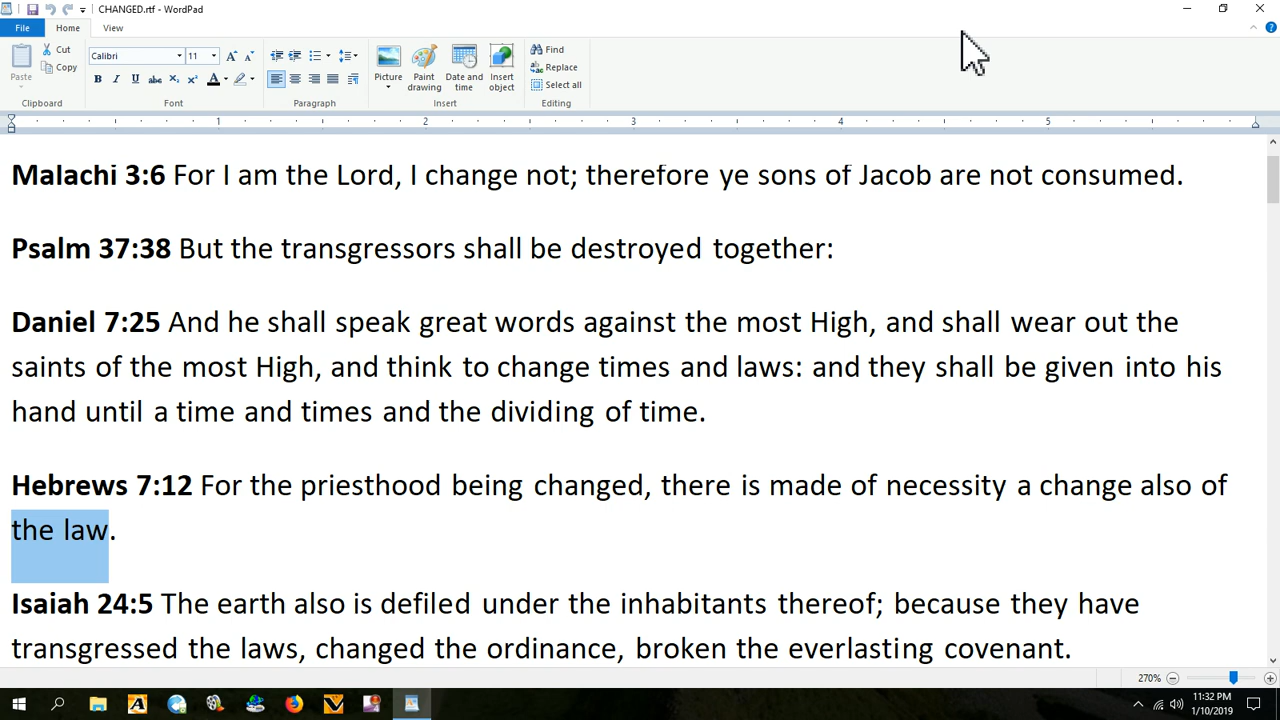 CHANGED.rtf - WordPad
File Home View
Paste Cut Copy Clipboard
Calibri 11 Font
Paragraph
Picture Paint drawing Date and time Insert object Insert
Find Replace Select all Editing
1 2 3 4 5
Malachi 3:6 For I am the Lord, I change not; therefore ye sons of Jacob are not consumed.
Psalm 37:38 But the transgressors shall be destroyed together:
Daniel 7:25 And he shall speak great words against the most High, and shall wear out the
saints of the most High, and think to change times and laws: and they shall be given into his
hand until a time and times and the dividing of time.
Hebrews 7:12 For the priesthood being changed, there is made of necessity a change also of
the law.
Isaiah 24:5 The earth also is defiled under the inhabitants thereof; because they have
transgressed the laws, changed the ordinance, broken the everlasting covenant.
270%
11:32 PM
1/10/2019